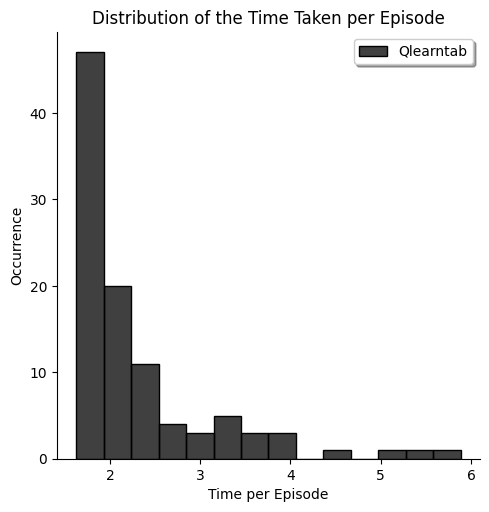 Distribution of the Time Taken per Episode
Qlearntab
Occurrence
40
30
20
10
0
2
3
4
5
6
Time per Episode